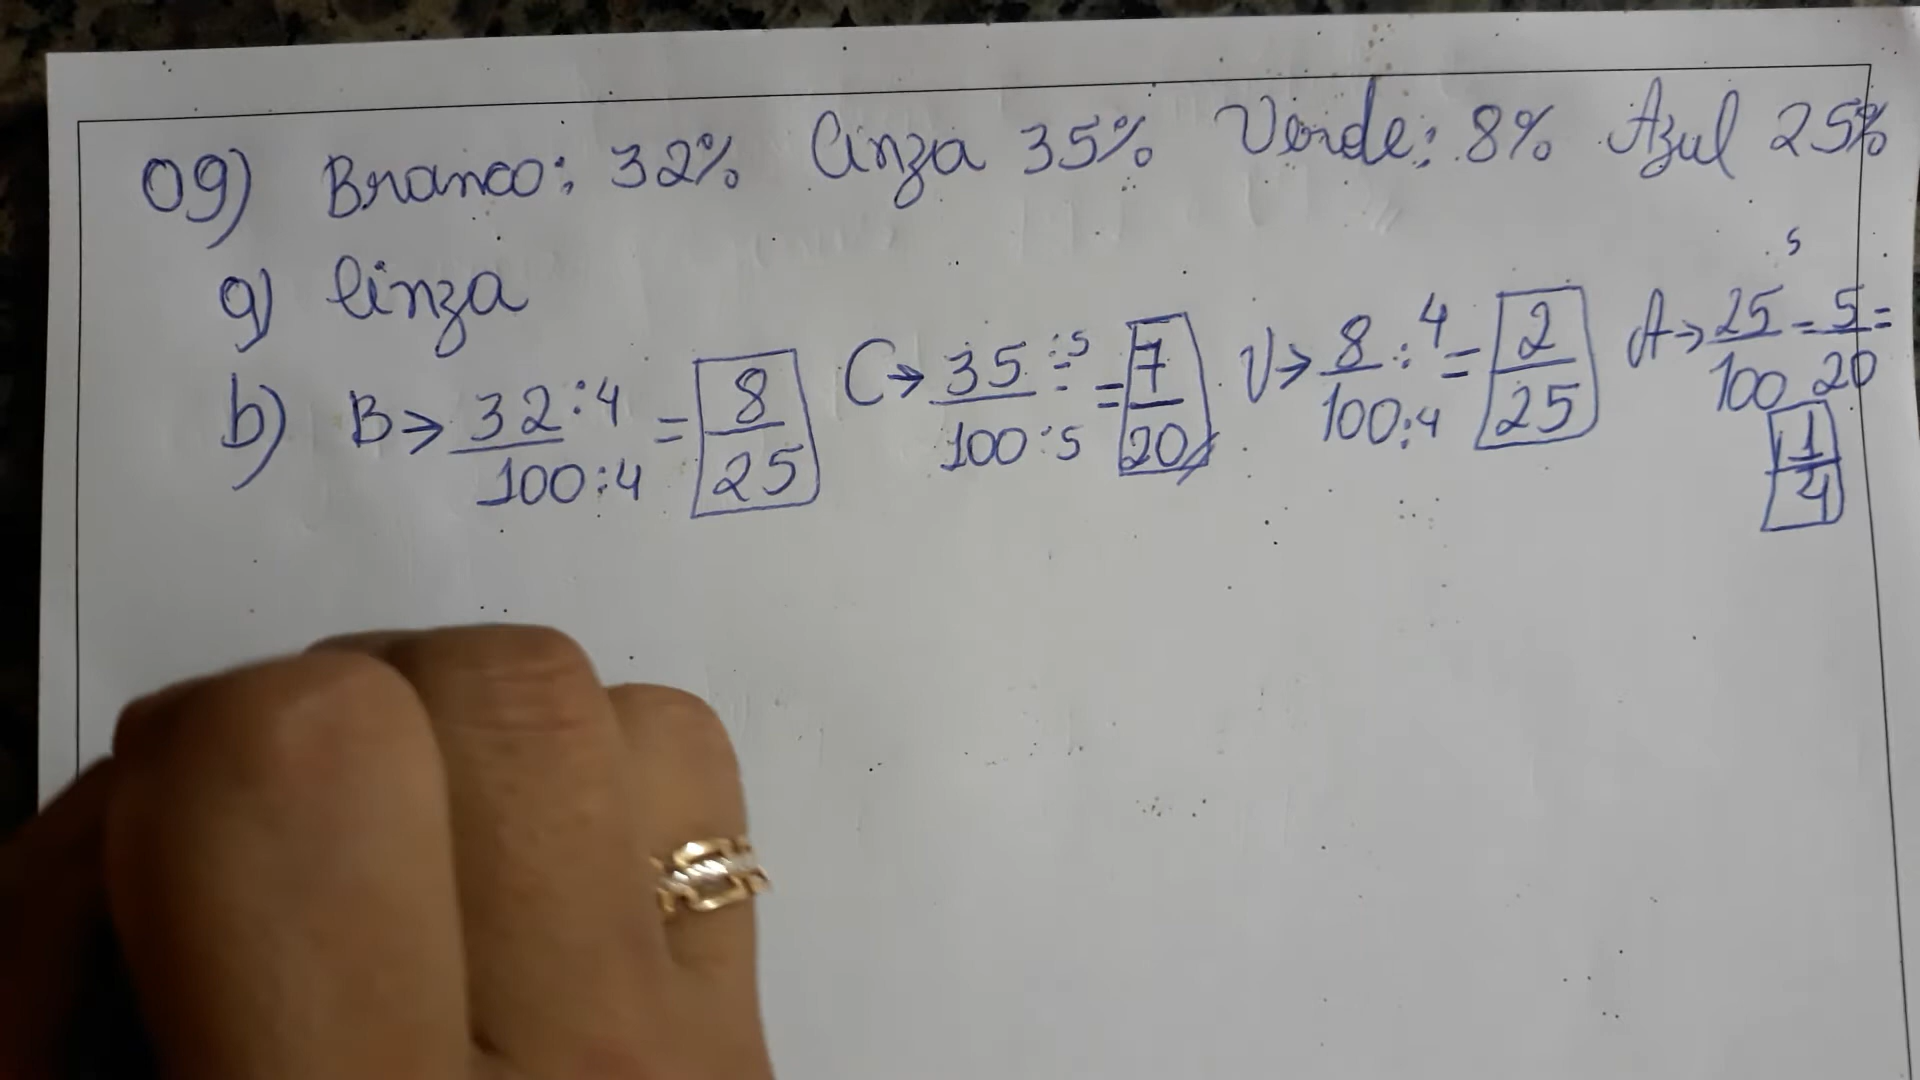 09) Branco: 32% Cinza 35% Verde: 8% Azul 25%
a) Cinza
b) B→ 32:4/100:4 = 8/25 C→ 35:5/100:5 = 7/20 V→ 8:4/100:4 = 2/25 A→ 25/100 = 5/20 =
1/4